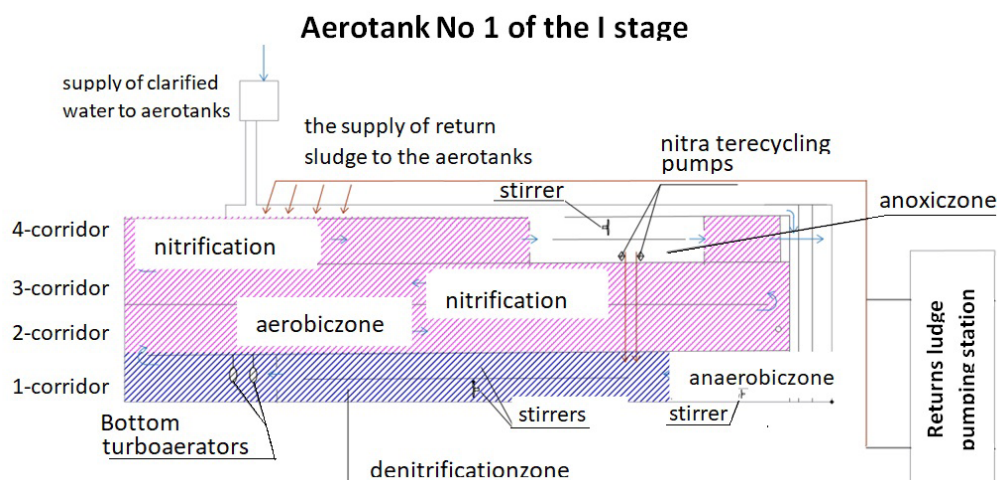 Aerotank No 1 of the I stage
supply of clarified
water to aerotanks
the supply of return
sludge to the aerotanks
nitra terecycling
pumps
stirrer
anoxiczone
4-corridor
nitrification
3-corridor
nitrification
aerobiczone
2-corridor
1-corridor
anaerobiczone
stirrers
stirrer
Bottom
turboaerators
denitrificationzone
Returns ludge
pumping station